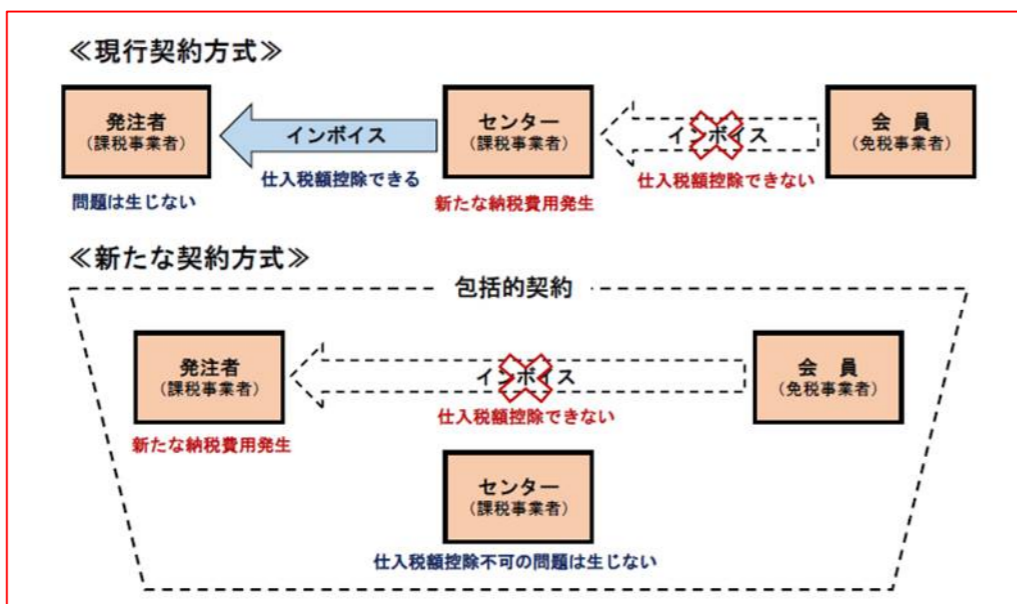 ≪現行契約方式≫
発注者
（課税事業者）
インボイス
センター
（課税事業者）
インボイス
会　員
（免税事業者）
仕入税額控除できる
仕入税額控除できない
問題は生じない
新たな納税費用発生
≪新たな契約方式≫
包括的契約
発注者
（課税事業者）
インボイス
会　員
（免税事業者）
仕入税額控除できない
新たな納税費用発生
センター
（課税事業者）
仕入税額控除不可の問題は生じない